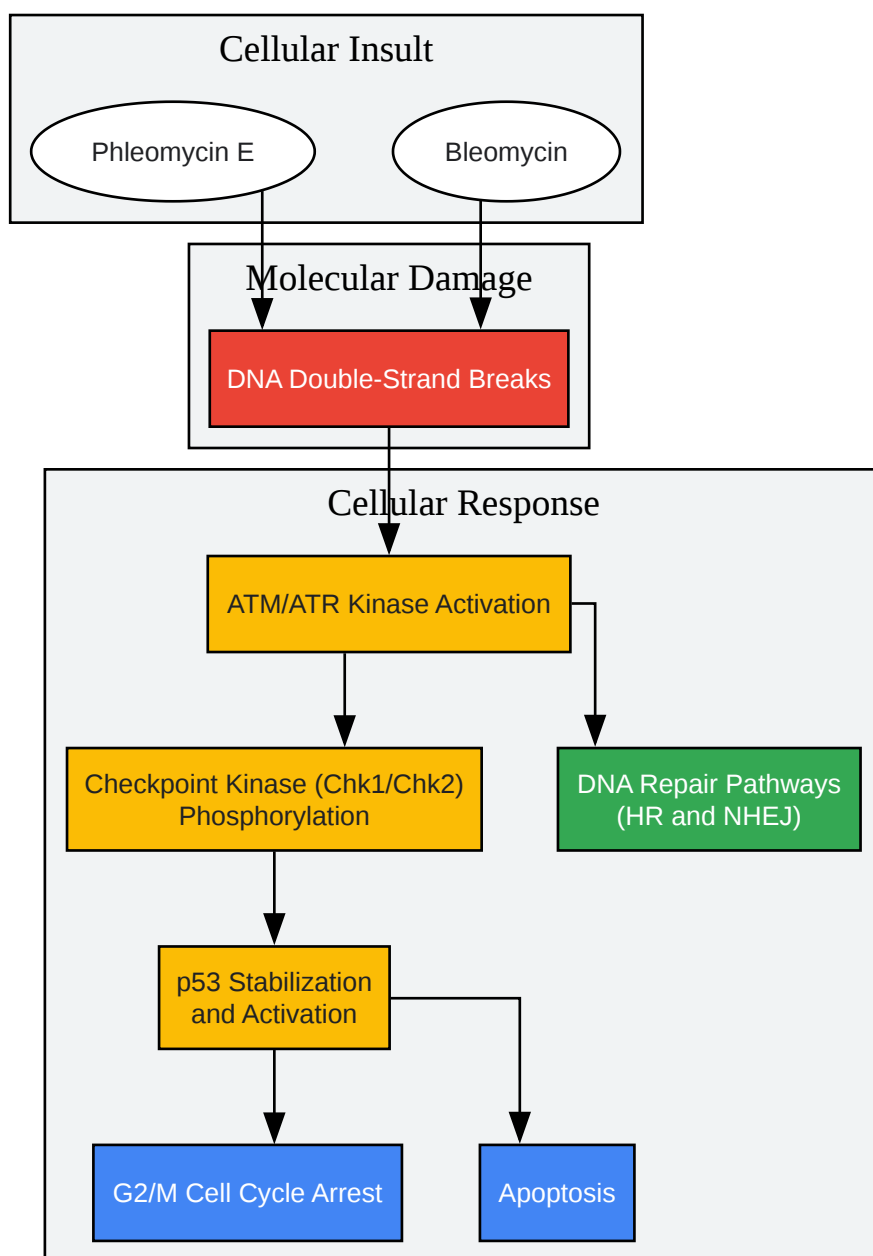 Cellular Insult
Phleomycin E
Bleomycin
Molecular Damage
DNA Double-Strand Breaks
Cellular Response
ATM/ATR Kinase Activation
Checkpoint Kinase (Chk1/Chk2)
Phosphorylation
DNA Repair Pathways
(HR and NHEJ)
p53 Stabilization
and Activation
G2/M Cell Cycle Arrest
Apoptosis